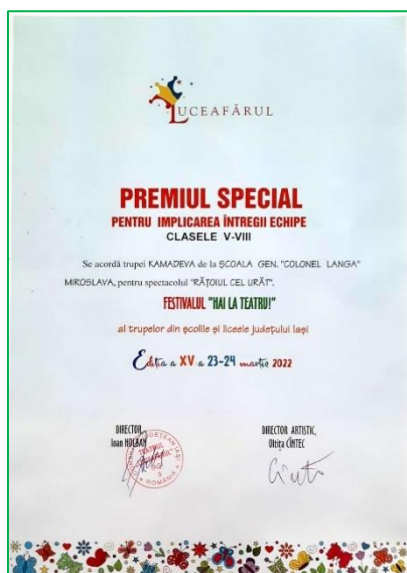 LUCEAFĂRUL
PREMIUL SPECIAL
PENTRU IMPLICAREA ÎNTREGII ECHIPE
CLASELE V-VIII
Se acordă trupei KAMADEVA de la ȘCOALA GEN. "COLONEL LANGA"
MIROSLAVA, pentru spectacolul "RĂȚOIUL CEL URÂT",
FESTIVALUL "HAI LA TEATRU!"
al trupelor din școlile și liceele județului Iași
Ediția a XV a 23-24 martie 2022
DIRECTOR,
Ioan HOLBAN
DIRECTOR ARTISTIC,
Oltița CÎNTEC
ROMÂNIA